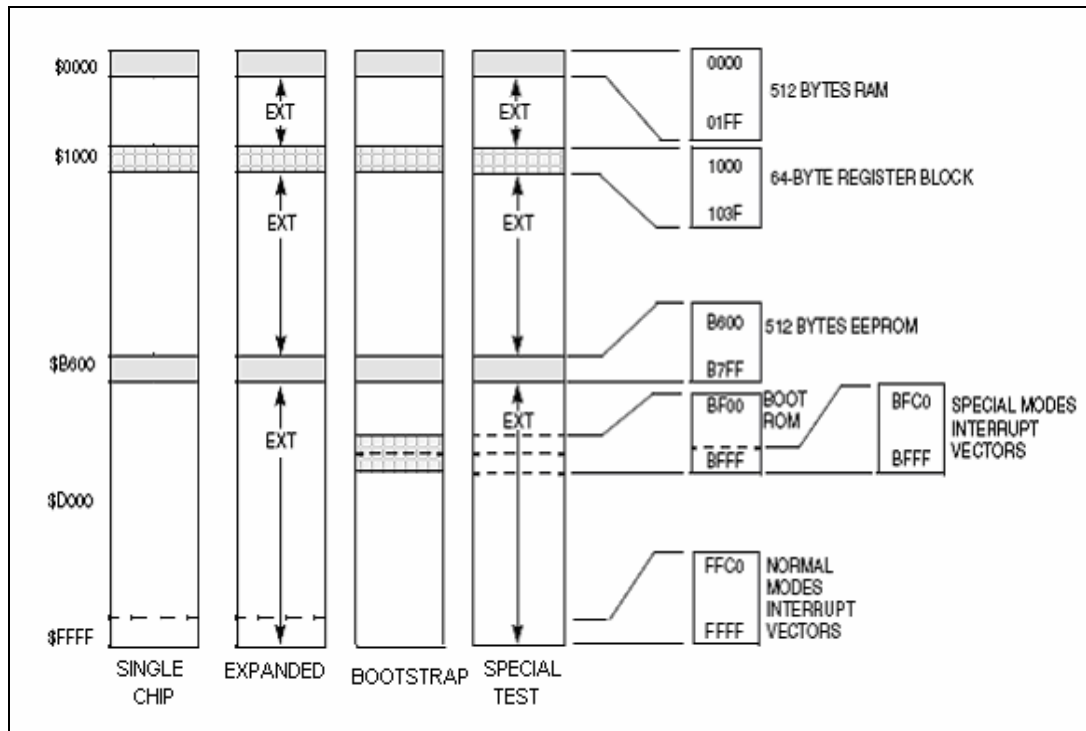 $0000
$1000
$B600
$D000
$FFFF
EXT
EXT
EXT
EXT
EXT
EXT
0000
01FF
512 BYTES RAM
1000
103F
64-BYTE REGISTER BLOCK
B600
B7FF
512 BYTES EEPROM
BF00
BFFF
BOOT
ROM
BFC0
BFFF
SPECIAL MODES
INTERRUPT
VECTORS
FFC0
FFFF
NORMAL
MODES
INTERRUPT
VECTORS
SINGLE
CHIP
EXPANDED
BOOTSTRAP
SPECIAL
TEST